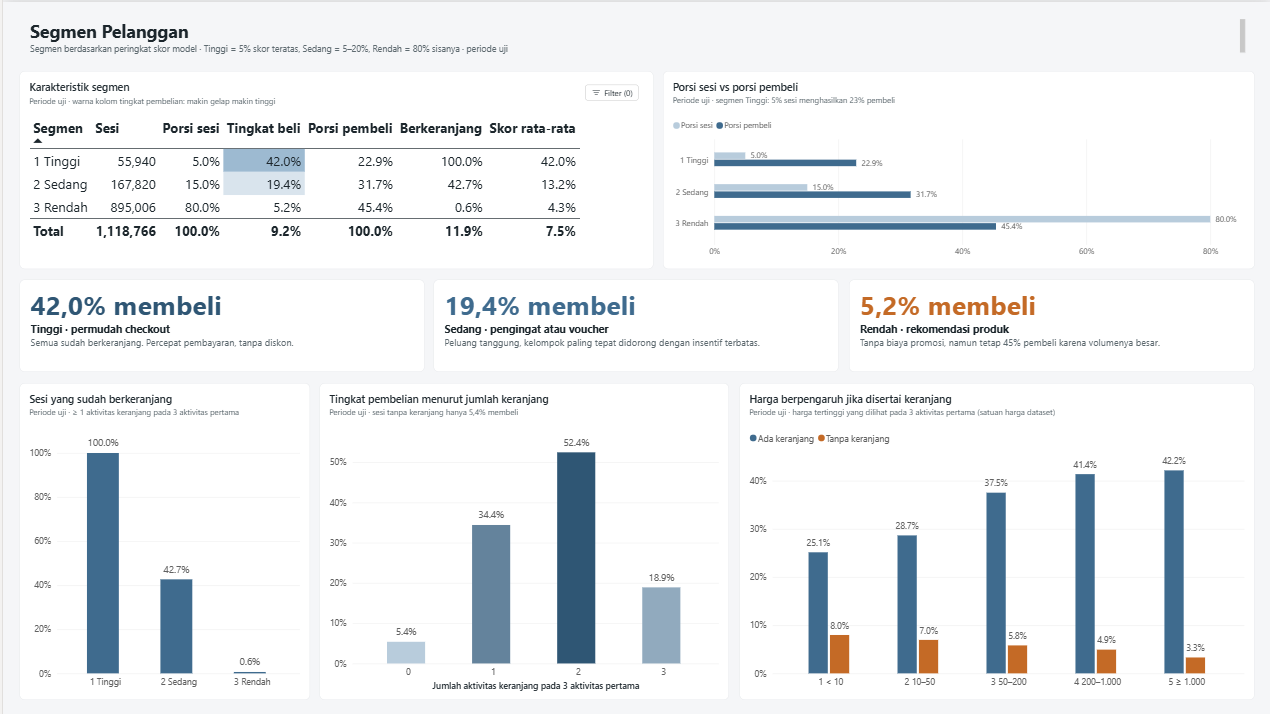 Segmen Pelanggan
Segmen berdasarkan peringkat skor model · Tinggi = 5% skor teratas, Sedang = 5–20%, Rendah = 80% sisanya · periode uji
Karakteristik segmen
Periode uji · warna kolom tingkat pembelian: makin gelap makin tinggi
Filter (0)
Segmen Sesi Porsi sesi Tingkat beli Porsi pembeli Berkeranjang Skor rata-rata
1 Tinggi 55,940 5.0% 42.0% 22.9% 100.0% 42.0%
2 Sedang 167,820 15.0% 19.4% 31.7% 42.7% 13.2%
3 Rendah 895,006 80.0% 5.2% 45.4% 0.6% 4.3%
Total 1,118,766 100.0% 9.2% 100.0% 11.9% 7.5%
Porsi sesi vs porsi pembeli
Periode uji · segmen Tinggi: 5% sesi menghasilkan 23% pembeli
Porsi sesi Porsi pembeli
1 Tinggi 5.0% 22.9%
2 Sedang 15.0% 31.7%
3 Rendah 80.0% 45.4%
0% 20% 40% 60% 80%
42,0% membeli
Tinggi · permudah checkout
Semua sudah berkeranjang. Percepat pembayaran, tanpa diskon.
19,4% membeli
Sedang · pengingat atau voucher
Peluang tanggung, kelompok paling tepat didorong dengan insentif terbatas.
5,2% membeli
Rendah · rekomendasi produk
Tanpa biaya promosi, namun tetap 45% pembeli karena volumenya besar.
Sesi yang sudah berkeranjang
Periode uji · ≥ 1 aktivitas keranjang pada 3 aktivitas pertama
100.0%
42.7%
0.6%
100%
80%
60%
40%
20%
0%
1 Tinggi 2 Sedang 3 Rendah
Tingkat pembelian menurut jumlah keranjang
Periode uji · sesi tanpa keranjang hanya 5,4% membeli
5.4%
34.4%
52.4%
18.9%
50%
40%
30%
20%
10%
0%
0 1 2 3
Jumlah aktivitas keranjang pada 3 aktivitas pertama
Harga berpengaruh jika disertai keranjang
Periode uji · harga tertinggi yang dilihat pada 3 aktivitas pertama (satuan harga dataset)
Ada keranjang Tanpa keranjang
25.1% 8.0%
28.7% 7.0%
37.5% 5.8%
41.4% 4.9%
42.2% 3.3%
40%
30%
20%
10%
0%
1 < 10 2 10–50 3 50–200 4 200–1.000 5 ≥ 1.000